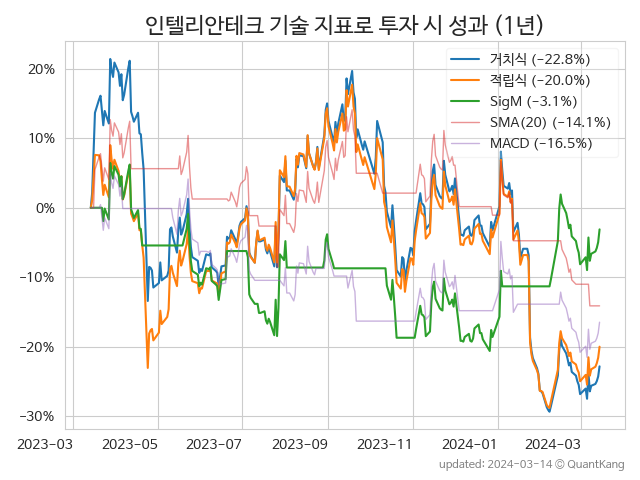 인텔리안테크 기술 지표로 투자 시 성과 (1년)
거치식 (−22.8%)
적립식 (−20.0%)
SigM (−3.1%)
SMA(20) (−14.1%)
MACD (−16.5%)
20%
10%
0%
−10%
−20%
−30%
2023-03 2023-05 2023-07 2023-09 2023-11 2024-01 2024-03
updated: 2024-03-14 © QuantKang